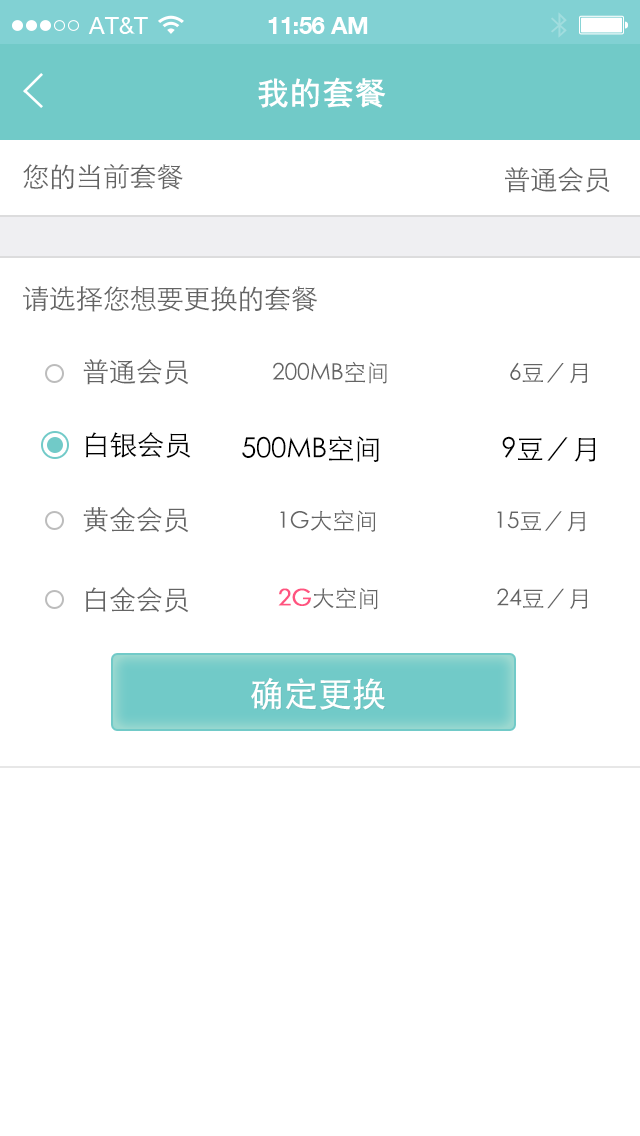 AT&T 11:56 AM
我的套餐
您的当前套餐 普通会员
请选择您想要更换的套餐
普通会员 200MB空间 6豆／月
白银会员 500MB空间 9豆／月
黄金会员 1G大空间 15豆／月
白金会员 2G大空间 24豆／月
确定更换